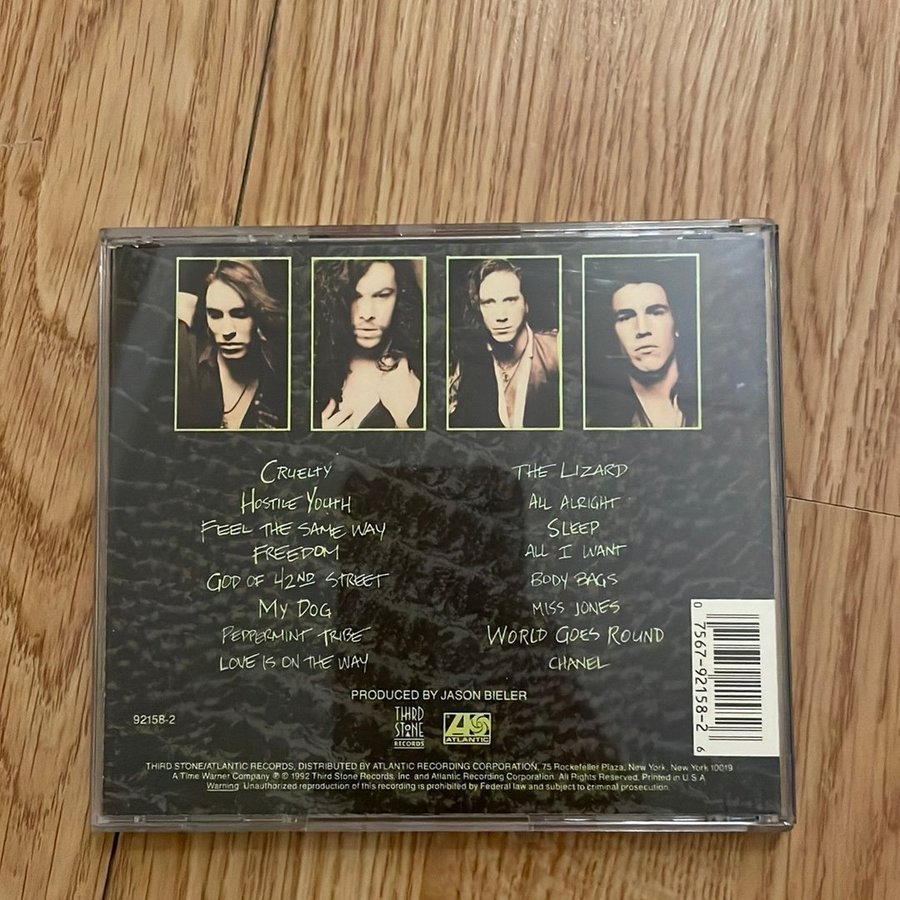 CRUELTY
HOSTILE YOUTH
FEEL THE SAME WAY
FREEDOM
GOD OF 42ND STREET
MY DOG
PEPPERMINT TRIBE
LOVE IS ON THE WAY
THE LIZARD
ALL ALRIGHT
SLEEP
ALL I WANT
BODY BAGS
MISS JONES
WORLD GOES ROUND
CHANEL
PRODUCED BY JASON BIELER
92158-2
THIRD STONE RECORDS
ATLANTIC
0 7567-92158-2 6
THIRD STONE/ATLANTIC RECORDS, DISTRIBUTED BY ATLANTIC RECORDING CORPORATION, 75 Rockefeller Plaza, New York, New York 10019
A Time Warner Company ℗ © 1992 Third Stone Records, Inc. and Atlantic Recording Corporation. All Rights Reserved. Printed in U.S.A.
Warning: Unauthorized reproduction of this recording is prohibited by Federal law and subject to criminal prosecution.